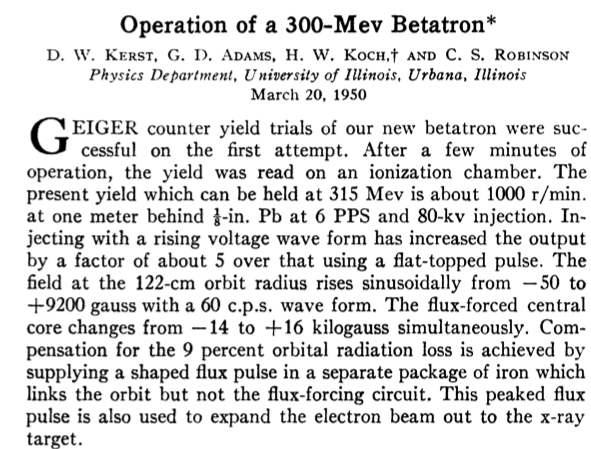 Operation of a 300-Mev Betatron*
D. W. KERST, G. D. ADAMS, H. W. KOCH,† AND C. S. ROBINSON
Physics Department, University of Illinois, Urbana, Illinois
March 20, 1950
GEIGER counter yield trials of our new betatron were suc-
cessful on the first attempt. After a few minutes of
operation, the yield was read on an ionization chamber. The
present yield which can be held at 315 Mev is about 1000 r/min.
at one meter behind ⅛-in. Pb at 6 PPS and 80-kv injection. In-
jecting with a rising voltage wave form has increased the output
by a factor of about 5 over that using a flat-topped pulse. The
field at the 122-cm orbit radius rises sinusoidally from −50 to
+9200 gauss with a 60 c.p.s. wave form. The flux-forced central
core changes from −14 to +16 kilogauss simultaneously. Com-
pensation for the 9 percent orbital radiation loss is achieved by
supplying a shaped flux pulse in a separate package of iron which
links the orbit but not the flux-forcing circuit. This peaked flux
pulse is also used to expand the electron beam out to the x-ray
target.